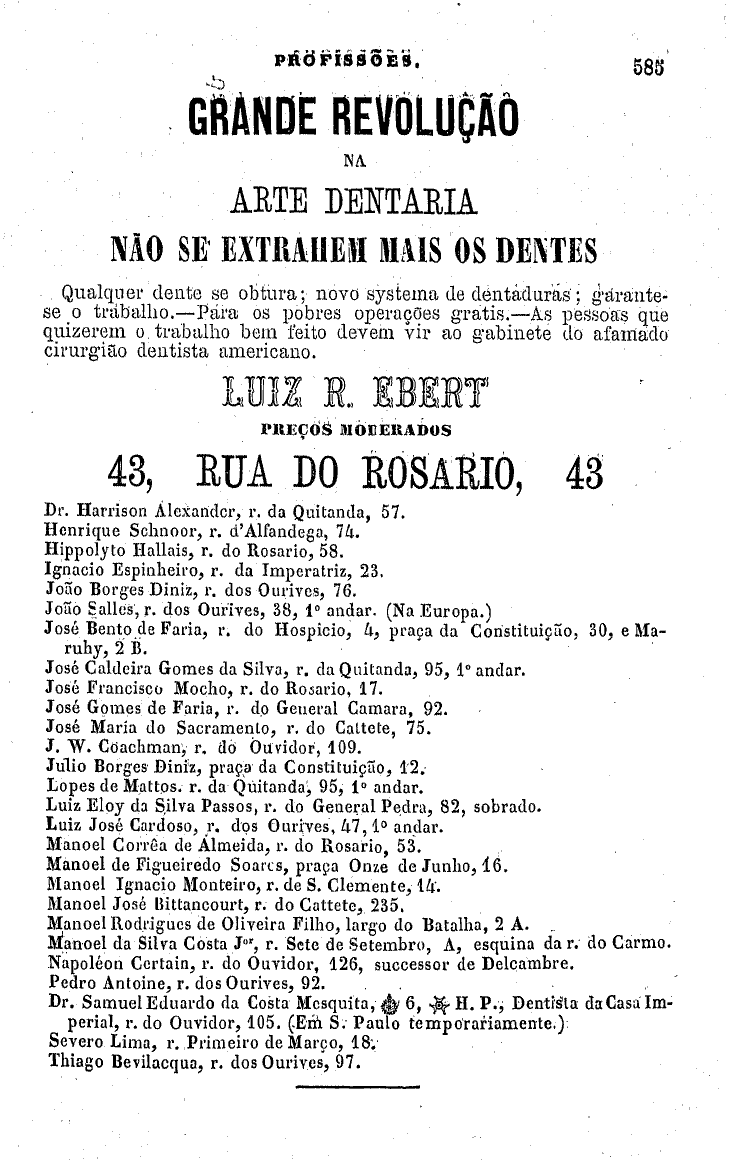 PROFISSÕES.
585
GRANDE REVOLUÇÃO
NA
ARTE DENTARIA
NÃO SE EXTRAHEM MAIS OS DENTES
Qualquer dente se obtura; novo systema de dentaduras; garante-
se o trabalho.—Para os pobres operações gratis.—As pessoas que
quizerem o trabalho bem feito devem vir ao gabinete do afamado
cirurgião dentista americano.
LUIZ R. EBERT
PREÇOS MODERADOS
43, RUA DO ROSARIO, 43
Dr. Harrison Alexander, r. da Quitanda, 57.
Henrique Schnoor, r. d'Alfandega, 74.
Hippolyto Hallais, r. do Rosario, 58.
Ignacio Espinheiro, r. da Imperatriz, 23.
João Borges Diniz, r. dos Ourives, 76.
João Salles, r. dos Ourives, 38, 1º andar. (Na Europa.)
José Bento de Faria, r. do Hospicio, 4, praça da Constituição, 30, e Ma-
ruhy, 2 B.
José Caldeira Gomes da Silva, r. da Quitanda, 95, 1º andar.
José Francisco Mocho, r. do Rosario, 17.
José Gomes de Faria, r. do General Camara, 92.
José Maria do Sacramento, r. do Cattete, 75.
J. W. Coachman, r. do Ouvidor, 109.
Julio Borges Diniz, praça da Constituição, 12.
Lopes de Mattos. r. da Quitanda, 95, 1º andar.
Luiz Eloy da Silva Passos, r. do General Pedra, 82, sobrado.
Luiz José Cardoso, r. dos Ourives, 47, 1º andar.
Manoel Corrêa de Almeida, r. do Rosario, 53.
Manoel de Figueiredo Soares, praça Onze de Junho, 16.
Manoel Ignacio Monteiro, r. de S. Clemente, 14.
Manoel José Bittancourt, r. do Cattete, 235.
Manoel Rodrigues de Oliveira Filho, largo do Batalha, 2 A.
Manoel da Silva Costa Jor, r. Sete de Setembro, A, esquina da r. do Carmo.
Napoléon Certain, r. do Ouvidor, 126, successor de Delcambre.
Pedro Antoine, r. dos Ourives, 92.
Dr. Samuel Eduardo da Costa Mesquita, 6, H. P., Dentista da Casa Im-
perial, r. do Ouvidor, 105. (Em S. Paulo temporariamente.)
Severo Lima, r. Primeiro de Março, 18.
Thiago Bevilacqua, r. dos Ourives, 97.